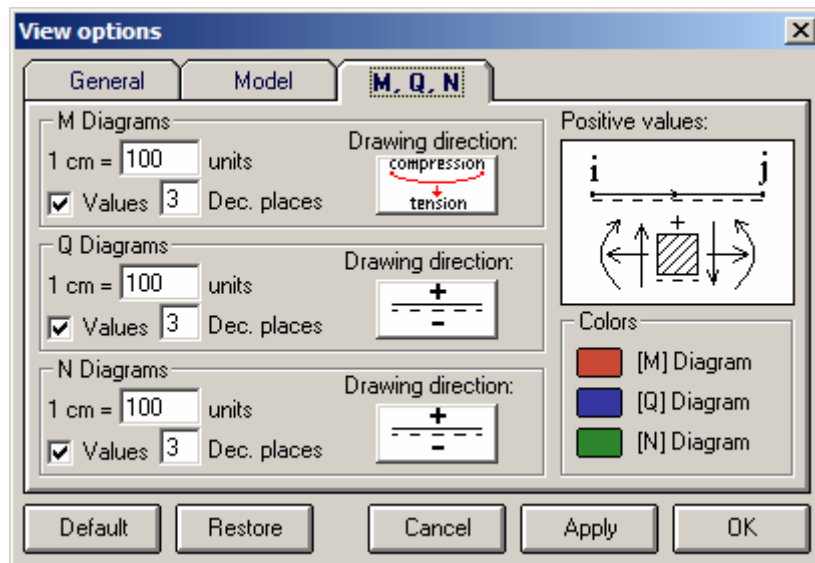 View options
General Model M, Q, N
M Diagrams
1 cm = 100 units
Values 3 Dec. places
Drawing direction:
compression
tension
Q Diagrams
1 cm = 100 units
Values 3 Dec. places
Drawing direction:
+
-
N Diagrams
1 cm = 100 units
Values 3 Dec. places
Drawing direction:
+
-
Positive values:
i j
+
Colors
[M] Diagram
[Q] Diagram
[N] Diagram
Default Restore Cancel Apply OK